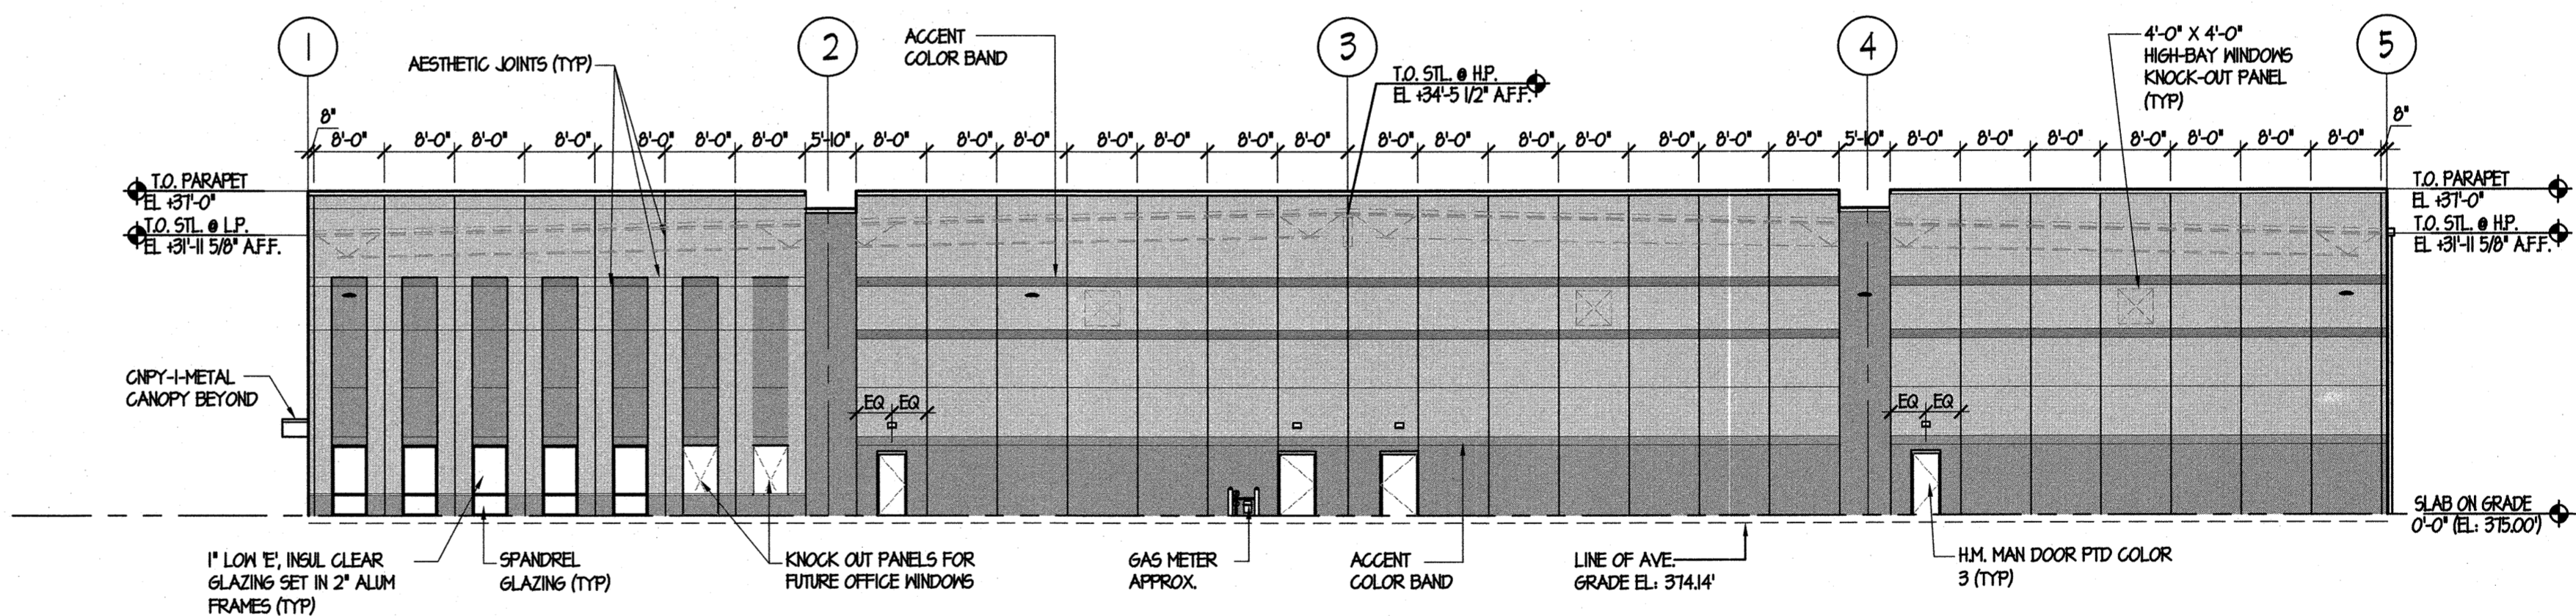 1
2
3
4
5
AESTHETIC JOINTS (TYP)
ACCENT
COLOR BAND
T.O. STL. @ H.P.
EL +34'-5 1/2" A.F.F.
4'-0" X 4'-0"
HIGH-BAY WINDOWS
KNOCK-OUT PANEL
(TYP)
8" 8'-0" 8'-0" 8'-0" 8'-0" 8'-0" 8'-0" 8'-0" 5'-10" 8'-0" 8'-0" 8'-0" 8'-0" 8'-0" 8'-0" 8'-0" 8'-0" 8'-0" 8'-0" 8'-0" 8'-0" 8'-0" 8'-0" 5'-10" 8'-0" 8'-0" 8'-0" 8'-0" 8'-0" 8'-0" 8'-0" 8"
T.O. PARAPET
EL +37'-0"
T.O. STL. @ L.P.
EL +31'-11 5/8" A.F.F.
T.O. PARAPET
EL +37'-0"
T.O. STL. @ H.P.
EL +31'-11 5/8" A.F.F.
CNPY-1-METAL
CANOPY BEYOND
EQ EQ
EQ EQ
SLAB ON GRADE
0'-0" (EL: 375.00')
1" LOW 'E', INSUL CLEAR
GLAZING SET IN 2" ALUM
FRAMES (TYP)
SPANDREL
GLAZING (TYP)
KNOCK OUT PANELS FOR
FUTURE OFFICE WINDOWS
GAS METER
APPROX.
ACCENT
COLOR BAND
LINE OF AVE.
GRADE EL: 374.14'
H.M. MAN DOOR PTD COLOR
3 (TYP)